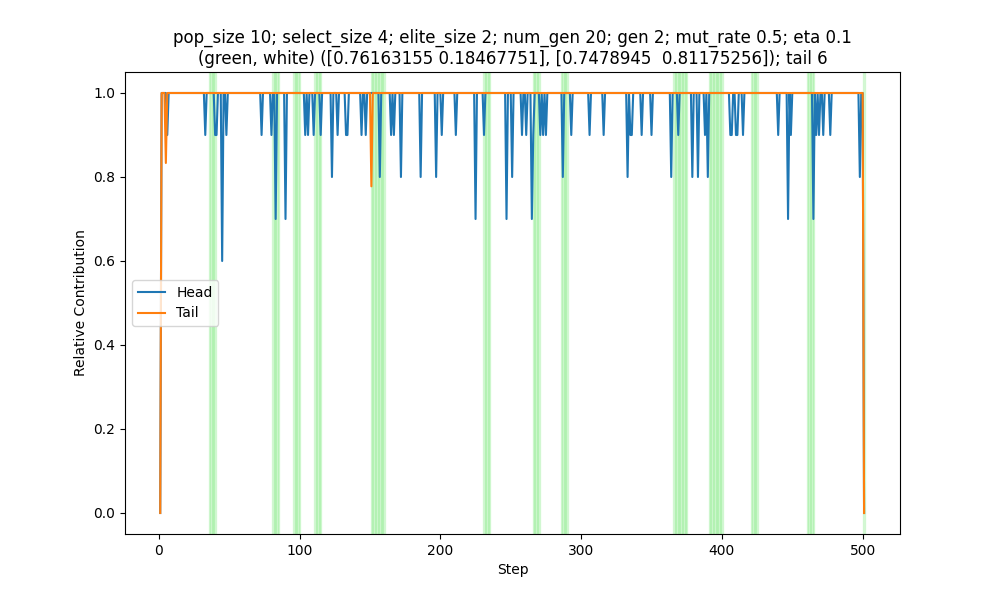 pop_size 10; select_size 4; elite_size 2; num_gen 20; gen 2; mut_rate 0.5; eta 0.1
(green, white) ([0.76163155 0.18467751], [0.7478945  0.81175256]); tail 6
1.0
0.8
0.6
0.4
0.2
0.0
Relative Contribution
Head
Tail
0
100
200
300
400
500
Step